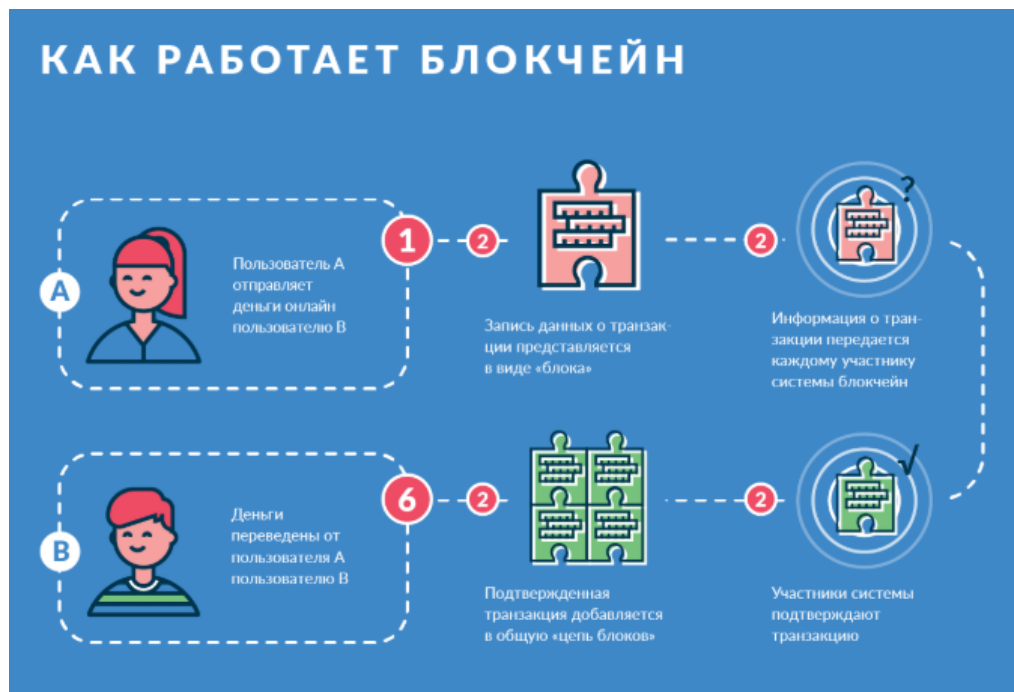 КАК РАБОТАЕТ БЛОКЧЕЙН
A
Пользователь А
отправляет
деньги онлайн
пользователю В
1
2
Запись данных о транзак-
ции представляется
в виде «блока»
2
?
Информация о тран-
закции передается
каждому участнику
системы блокчейн
B
Деньги
переведены от
пользователя А
пользователю В
6
2
Подтвержденная
транзакция добавляется
в общую «цепь блоков»
2
√
Участники системы
подтверждают
транзакцию